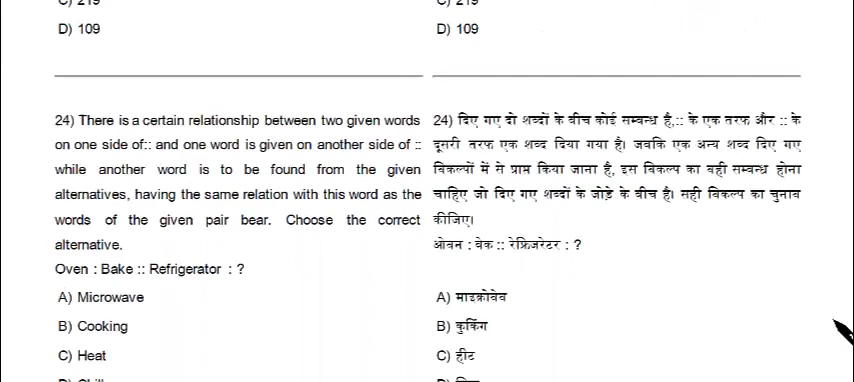 C) 219
D) 109
24) There is a certain relationship between two given words
on one side of:: and one word is given on another side of ::
while another word is to be found from the given
alternatives, having the same relation with this word as the
words of the given pair bear. Choose the correct
alternative.
Oven : Bake :: Refrigerator : ?
A) Microwave
B) Cooking
C) Heat
C) 219
D) 109
24) दिए गए दो शब्दों के बीच कोई सम्बन्ध है,:: के एक तरफ और :: के
दूसरी तरफ एक शब्द दिया गया है। जबकि एक अन्य शब्द दिए गए
विकल्पों में से प्राप्त किया जाना है, इस विकल्प का वही सम्बन्ध होना
चाहिए जो दिए गए शब्दों के जोड़े के बीच है। सही विकल्प का चुनाव
कीजिए।
ओवन : बेक :: रेफ्रिजरेटर : ?
A) माइक्रोवेव
B) कुकिंग
C) हीट